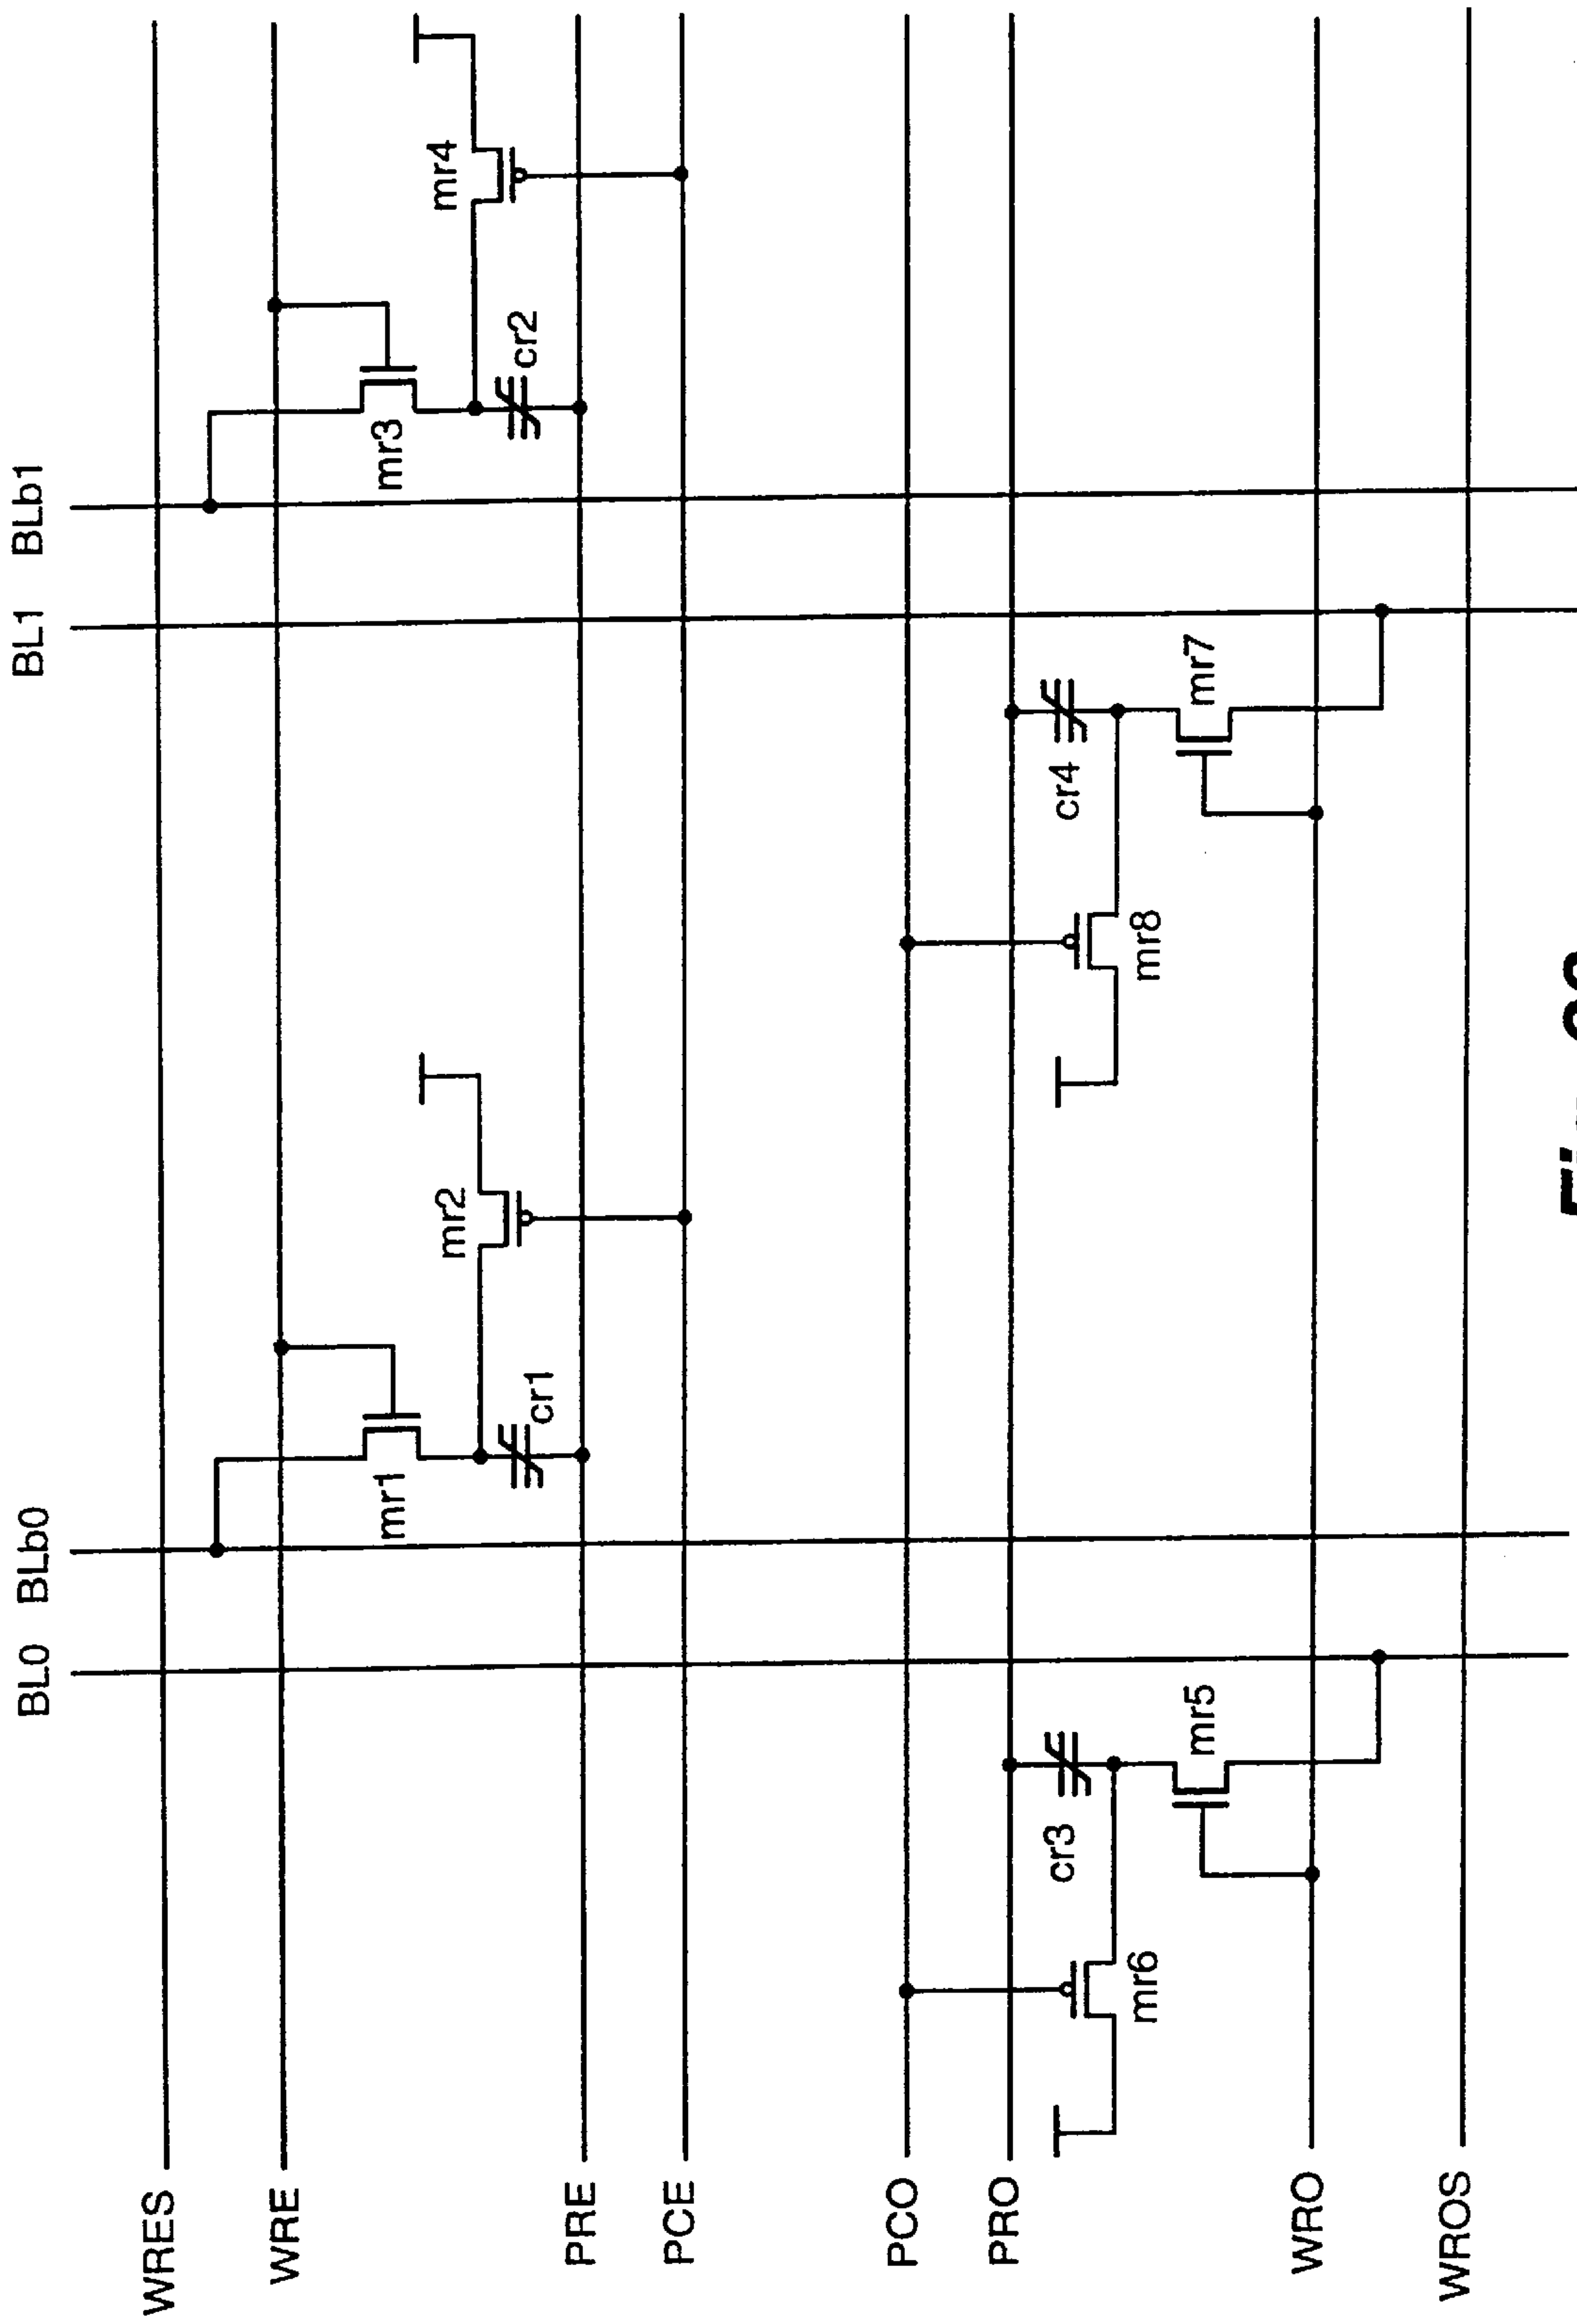 BL0 BLb0
BL1 BLb1
WRES
WRE
mr1
mr2
mr3
mr4
cr1
cr2
PRE
PCE
PCO
PRO
cr3
mr5
mr6
cr4
mr7
mr8
WRO
WROS